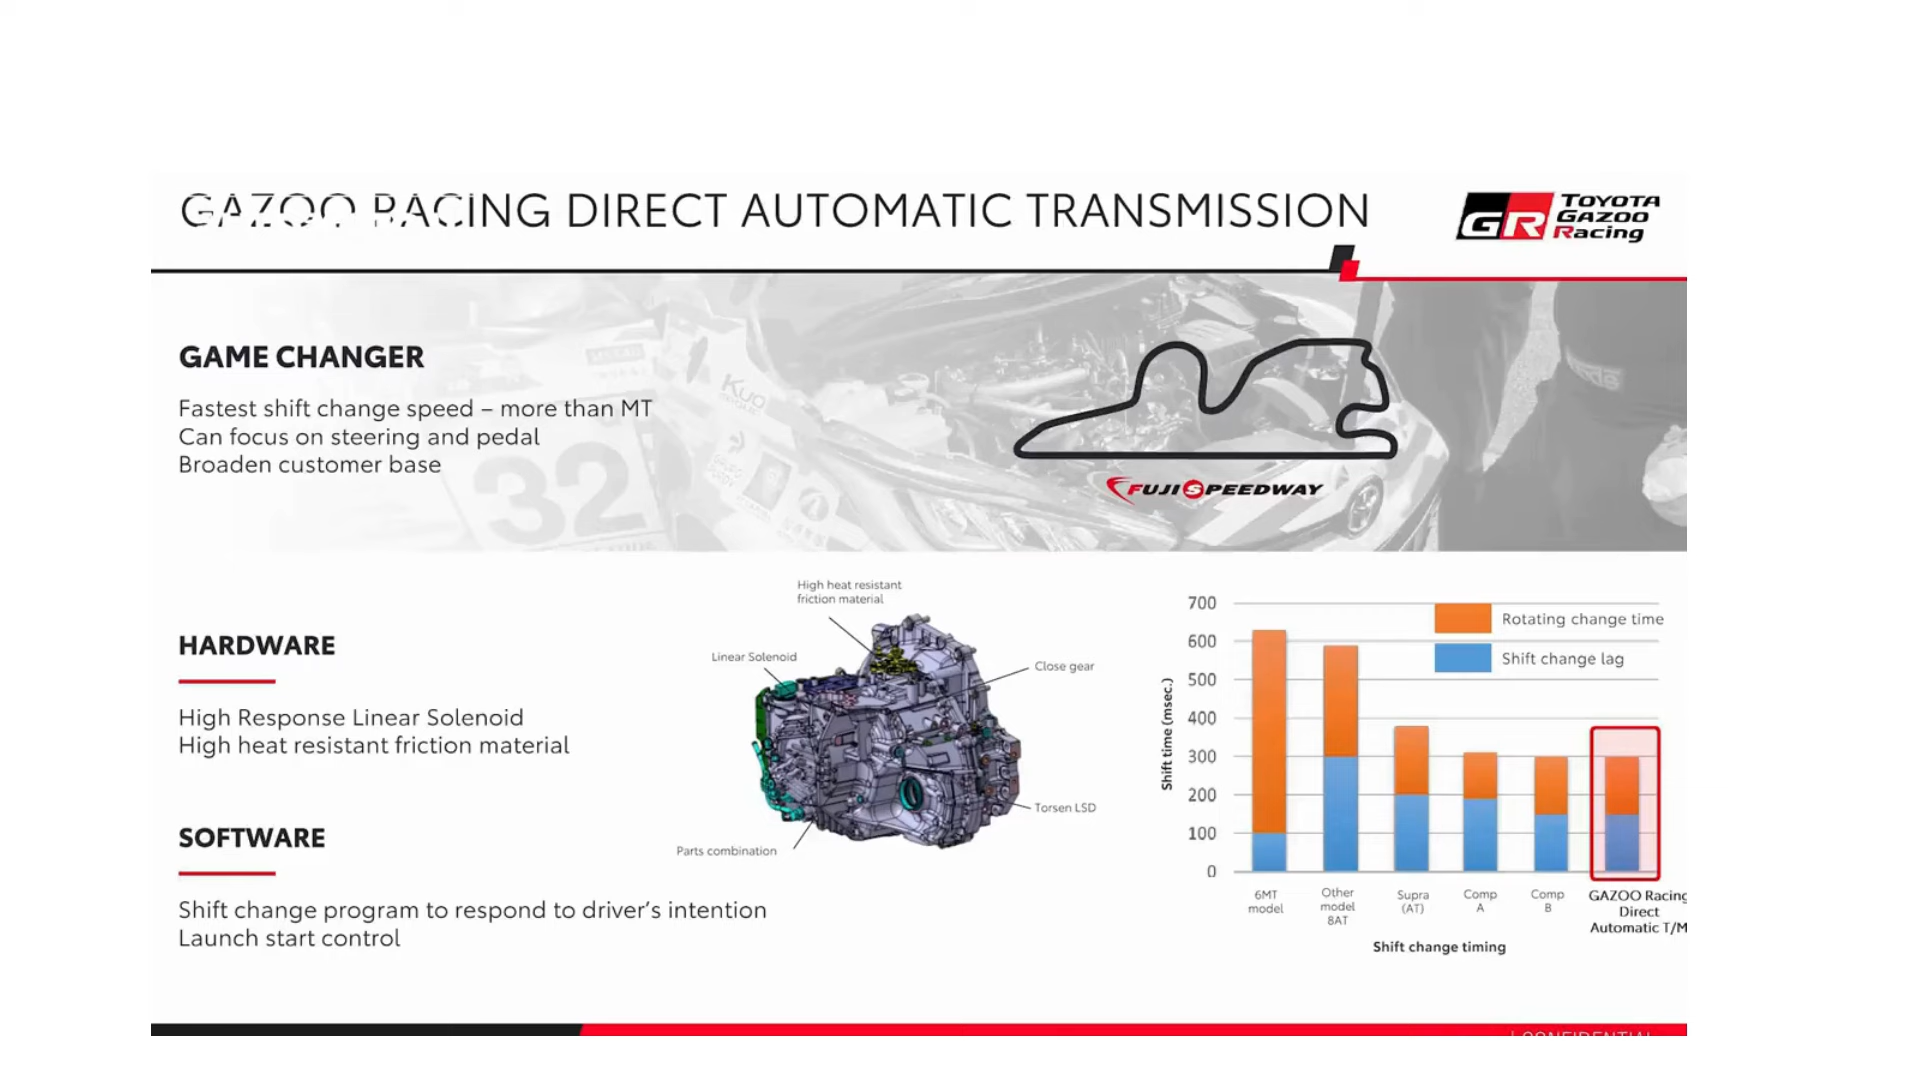 GAZOO RACING DIRECT AUTOMATIC TRANSMISSION
GR TOYOTA
GAZOO
Racing
GAME CHANGER
Fastest shift change speed – more than MT
Can focus on steering and pedal
Broaden customer base
32
KUO
FUJI SPEEDWAY
HARDWARE
High Response Linear Solenoid
High heat resistant friction material
SOFTWARE
Shift change program to respond to driver’s intention
Launch start control
High heat resistant
friction material
Linear Solenoid
Close gear
Torsen LSD
Parts combination
Shift time (msec.)
700
600
500
400
300
200
100
0
Rotating change time
Shift change lag
6MT
model
Other
model
8AT
Supra
(AT)
Comp
A
Comp
B
GAZOO Racing
Direct
Automatic T/M
Shift change timing
CONFIDENTIAL